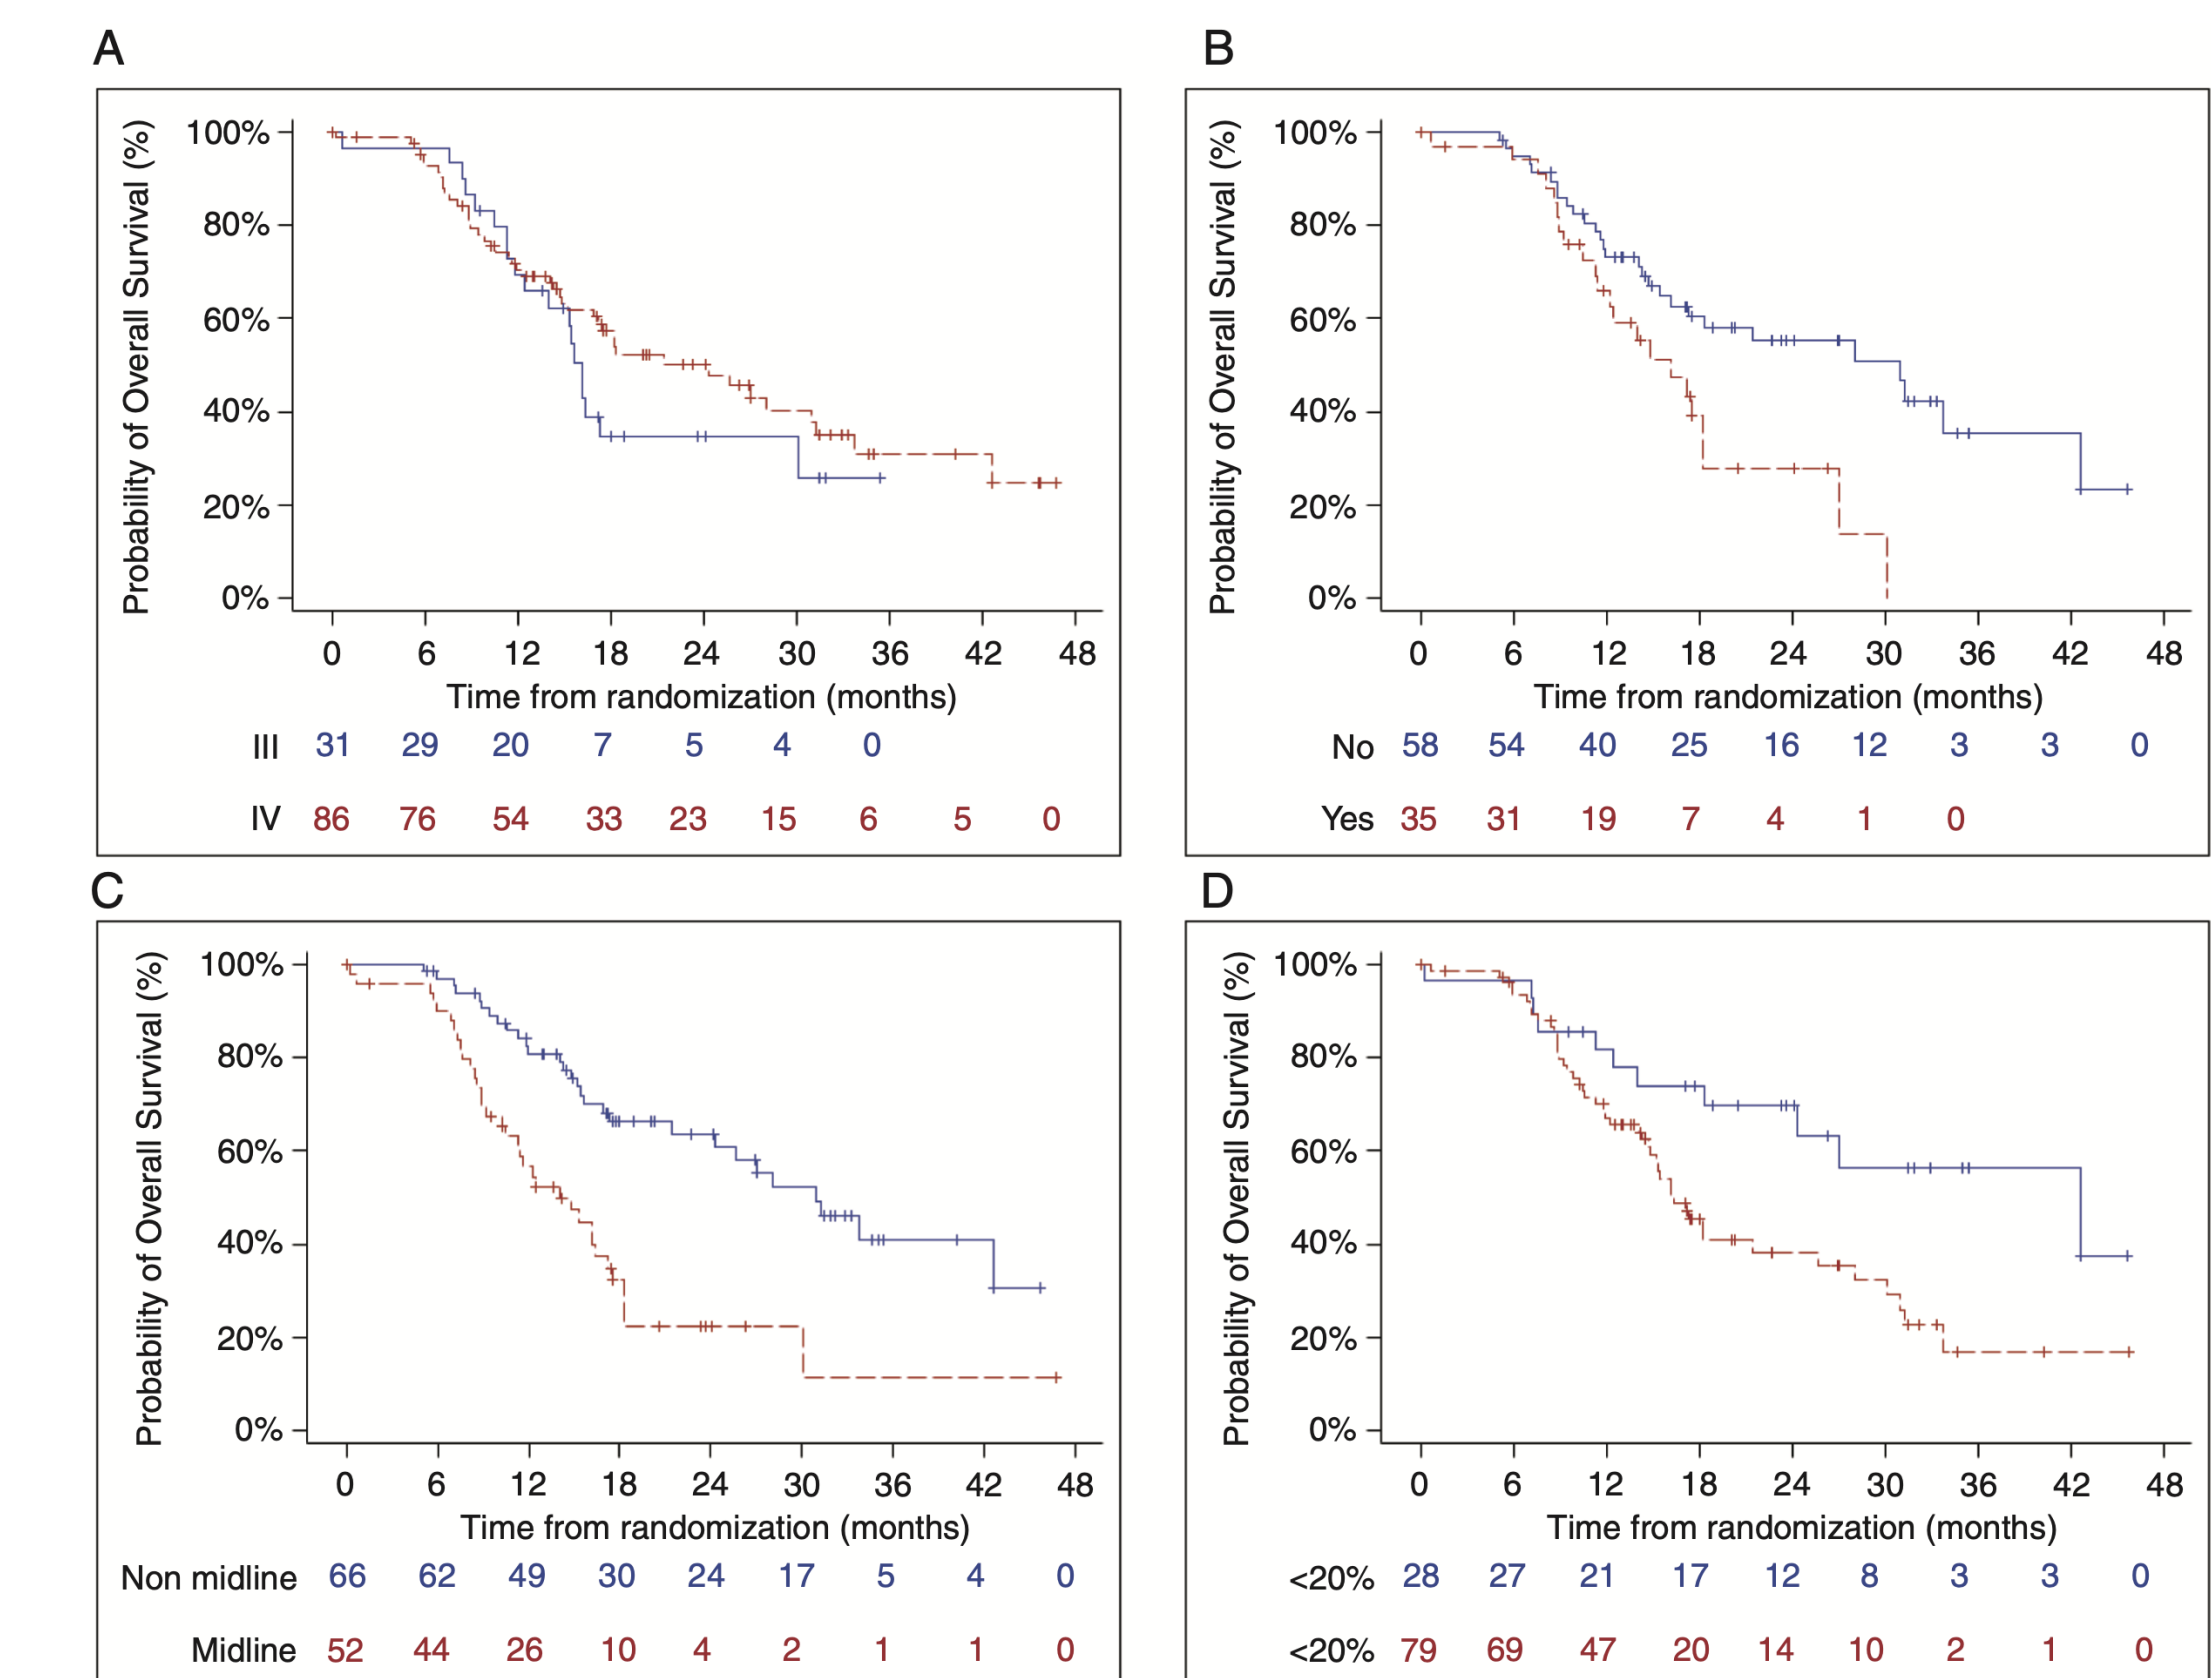 A
Probability of Overall Survival (%)
100%
80%
60%
40%
20%
0%
0 6 12 18 24 30 36 42 48
Time from randomization (months)
III 31 29 20 7 5 4 0
IV 86 76 54 33 23 15 6 5 0
B
Probability of Overall Survival (%)
100%
80%
60%
40%
20%
0%
0 6 12 18 24 30 36 42 48
Time from randomization (months)
No 58 54 40 25 16 12 3 3 0
Yes 35 31 19 7 4 1 0
C
Probability of Overall Survival (%)
100%
80%
60%
40%
20%
0%
0 6 12 18 24 30 36 42 48
Time from randomization (months)
Non midline 66 62 49 30 24 17 5 4 0
Midline 52 44 26 10 4 2 1 1 0
D
Probability of Overall Survival (%)
100%
80%
60%
40%
20%
0%
0 6 12 18 24 30 36 42 48
Time from randomization (months)
<20% 28 27 21 17 12 8 3 3 0
<20% 79 69 47 20 14 10 2 1 0